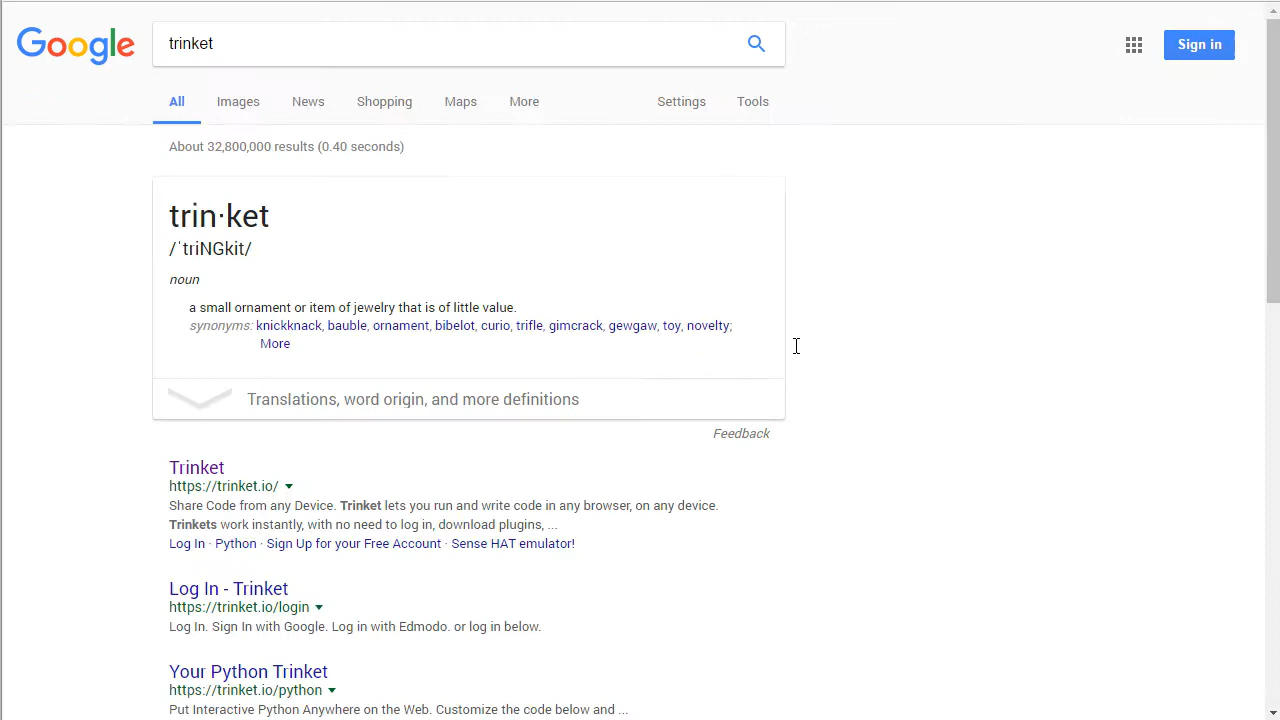 Google
trinket
Sign in
All Images News Shopping Maps More Settings Tools
About 32,800,000 results (0.40 seconds)
trin·ket
/ˈtriNGkit/
noun
a small ornament or item of jewelry that is of little value.
synonyms: knickknack, bauble, ornament, bibelot, curio, trifle, gimcrack, gewgaw, toy, novelty;
More
Translations, word origin, and more definitions
Feedback
Trinket
https://trinket.io/
Share Code from any Device. Trinket lets you run and write code in any browser, on any device.
Trinkets work instantly, with no need to log in, download plugins, ...
Log In · Python · Sign Up for your Free Account · Sense HAT emulator!
Log In - Trinket
https://trinket.io/login
Log In. Sign In with Google. Log in with Edmodo. or log in below.
Your Python Trinket
https://trinket.io/python
Put Interactive Python Anywhere on the Web. Customize the code below and ...